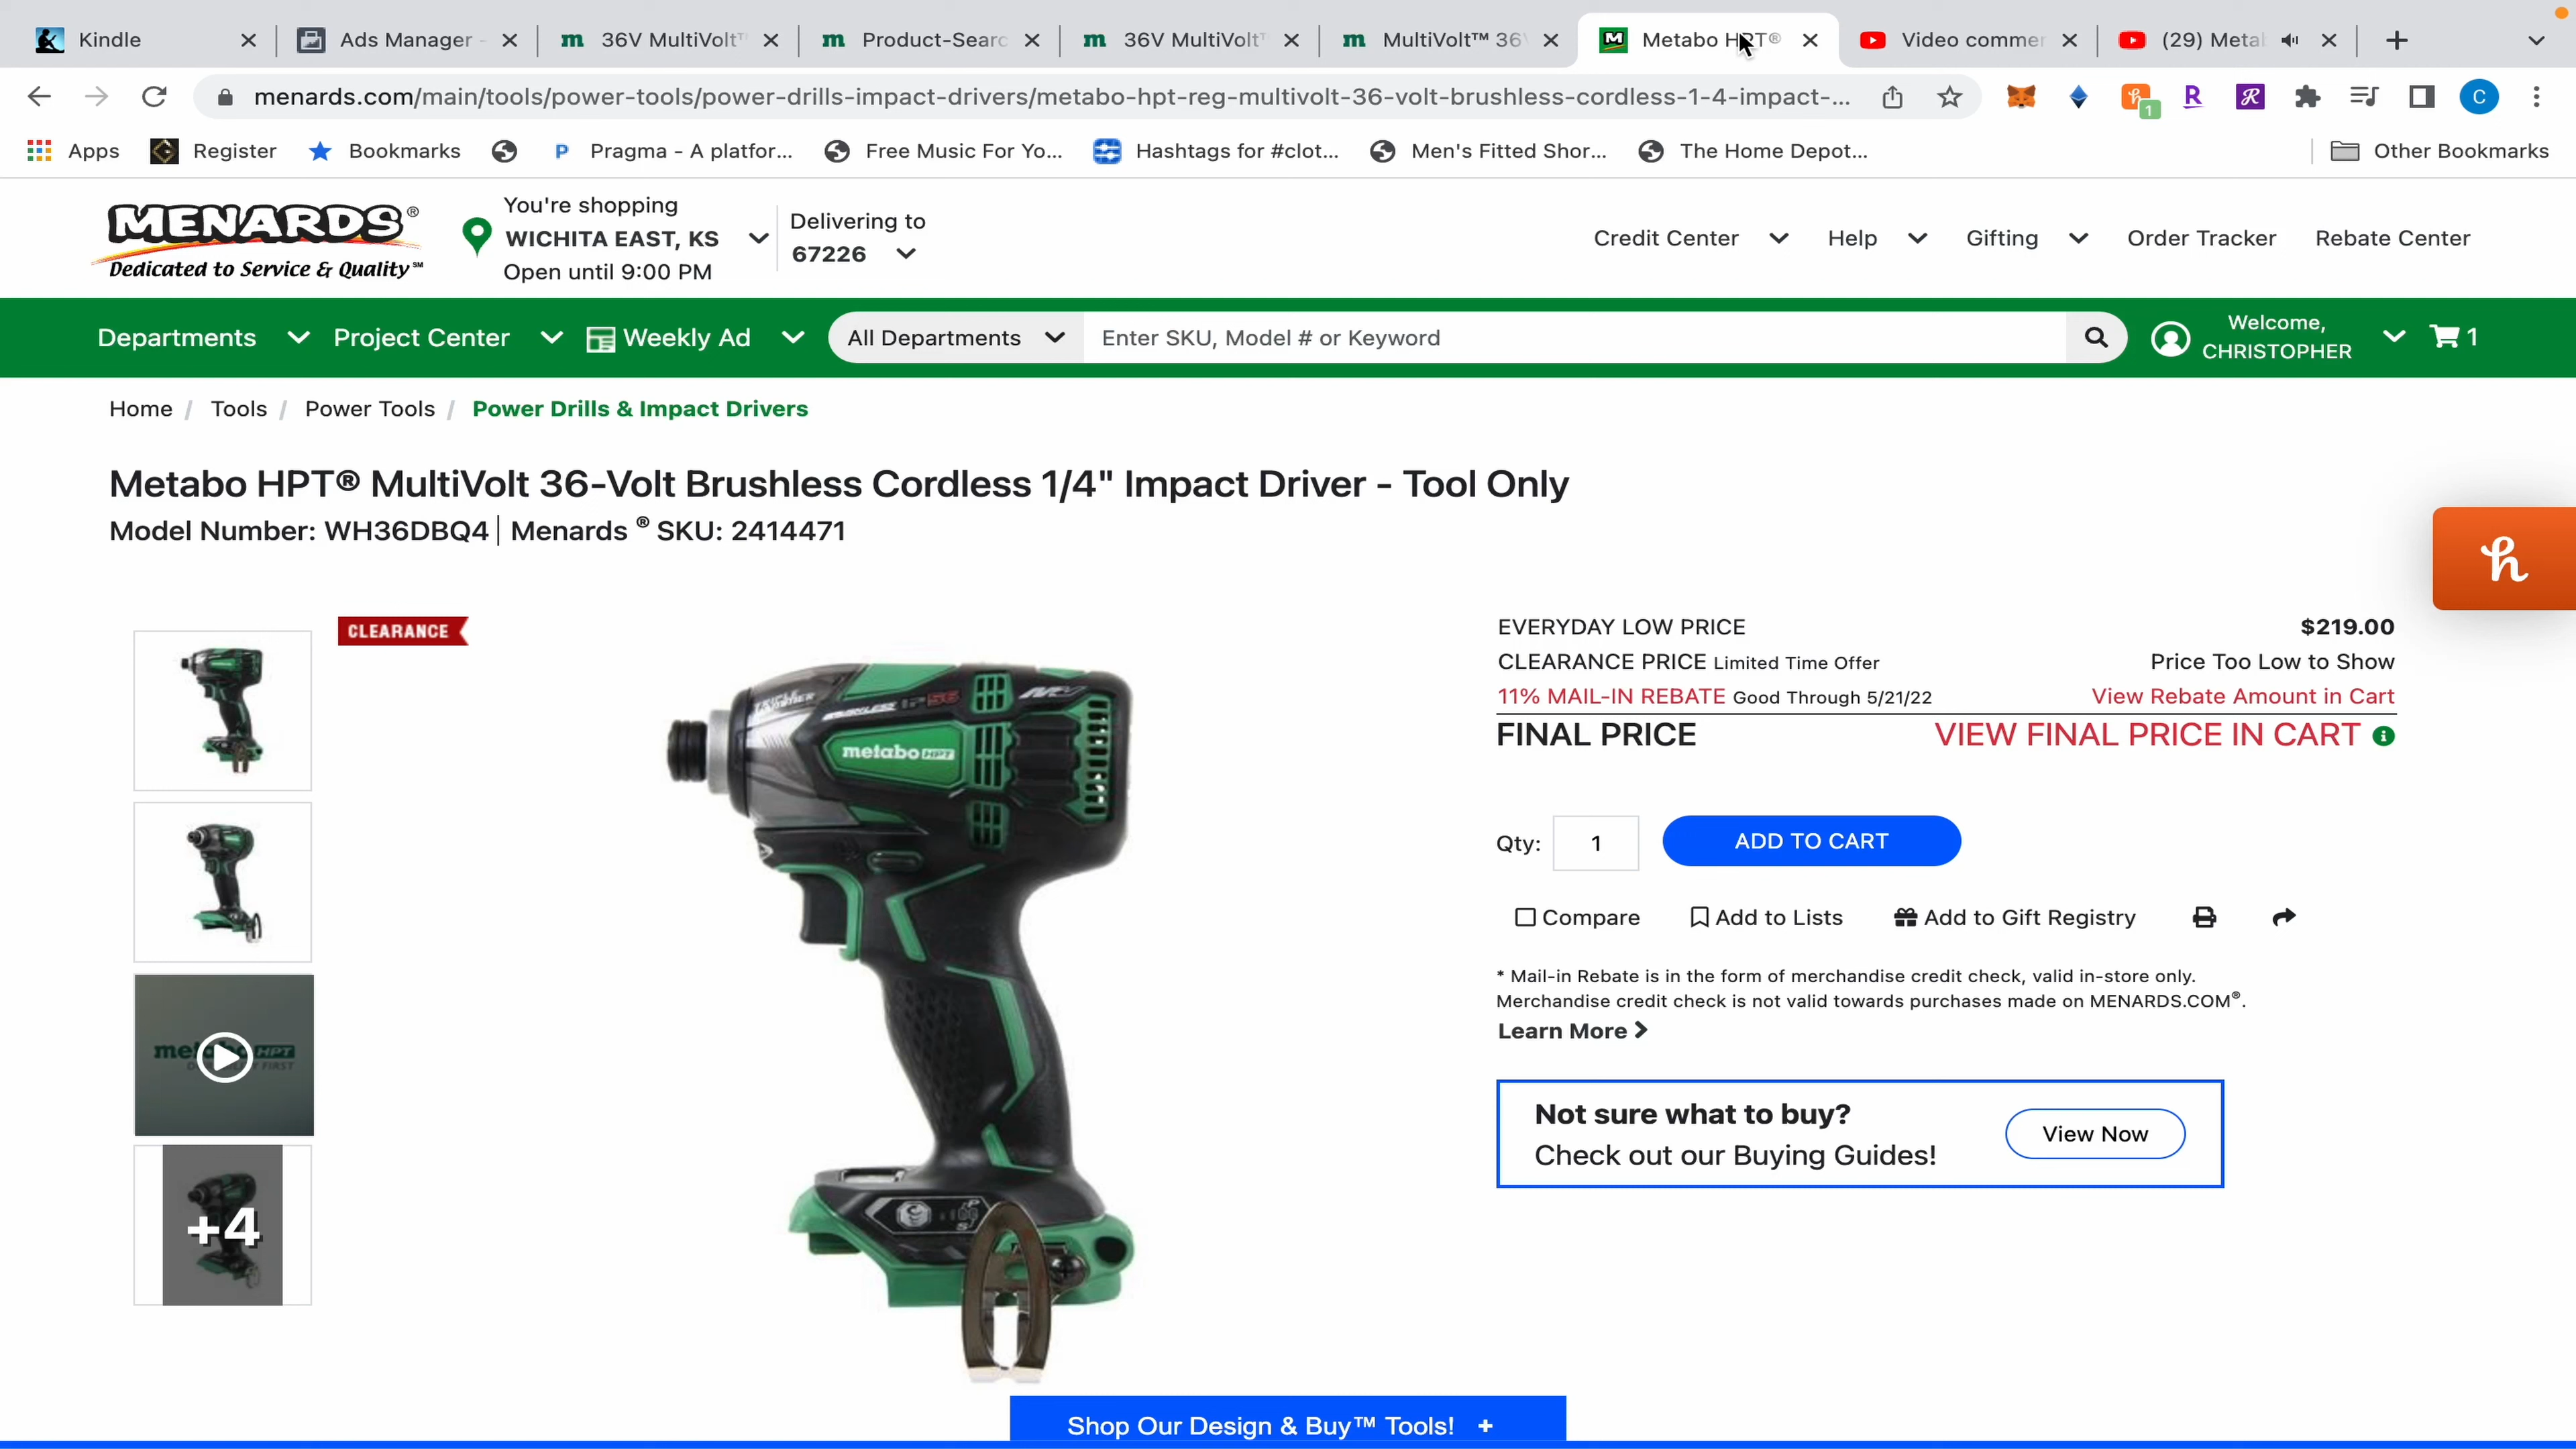 Kindle
Ads Manager -
36V MultiVolt™
Product-Searc
36V MultiVolt™
MultiVolt™ 36
Metabo HPT®
Video commer
(29) Meta
menards.com/main/tools/power-tools/power-drills-impact-drivers/metabo-hpt-reg-multivolt-36-volt-brushless-cordless-1-4-impact-...
1
C
Apps
Register
Bookmarks
Pragma - A platfor...
Free Music For Yo...
Hashtags for #clot...
Men's Fitted Shor...
The Home Depot...
Other Bookmarks
MENARDS®
Dedicated to Service & Quality℠
You're shopping
WICHITA EAST, KS
Open until 9:00 PM
Delivering to
67226
Credit Center
Help
Gifting
Order Tracker
Rebate Center
Departments
Project Center
Weekly Ad
All Departments
Enter SKU, Model # or Keyword
Welcome,
CHRISTOPHER
1
Home / Tools / Power Tools / Power Drills & Impact Drivers
Metabo HPT® MultiVolt 36-Volt Brushless Cordless 1/4" Impact Driver - Tool Only
Model Number: WH36DBQ4 | Menards ® SKU: 2414471
CLEARANCE
BRUSHLESS IP56
metabo HPT
metabo HPT
+4
EVERYDAY LOW PRICE $219.00
CLEARANCE PRICE Limited Time Offer Price Too Low to Show
11% MAIL-IN REBATE Good Through 5/21/22 View Rebate Amount in Cart
FINAL PRICE VIEW FINAL PRICE IN CART
Qty: 1 ADD TO CART
Compare
Add to Lists
Add to Gift Registry
* Mail-in Rebate is in the form of merchandise credit check, valid in-store only.
Merchandise credit check is not valid towards purchases made on MENARDS.COM®.
Learn More
Not sure what to buy?
Check out our Buying Guides!
View Now
Shop Our Design & Buy™ Tools! +